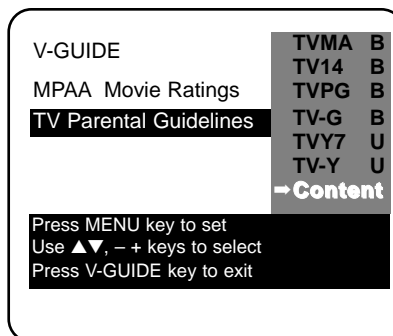 V-GUIDE
MPAA Movie Ratings
TV Parental Guidelines
TVMA B
TV14 B
TVPG B
TV-G B
TVY7 U
TV-Y U
➡Content
Press MENU key to set
Use ▲▼, – + keys to select
Press V-GUIDE key to exit